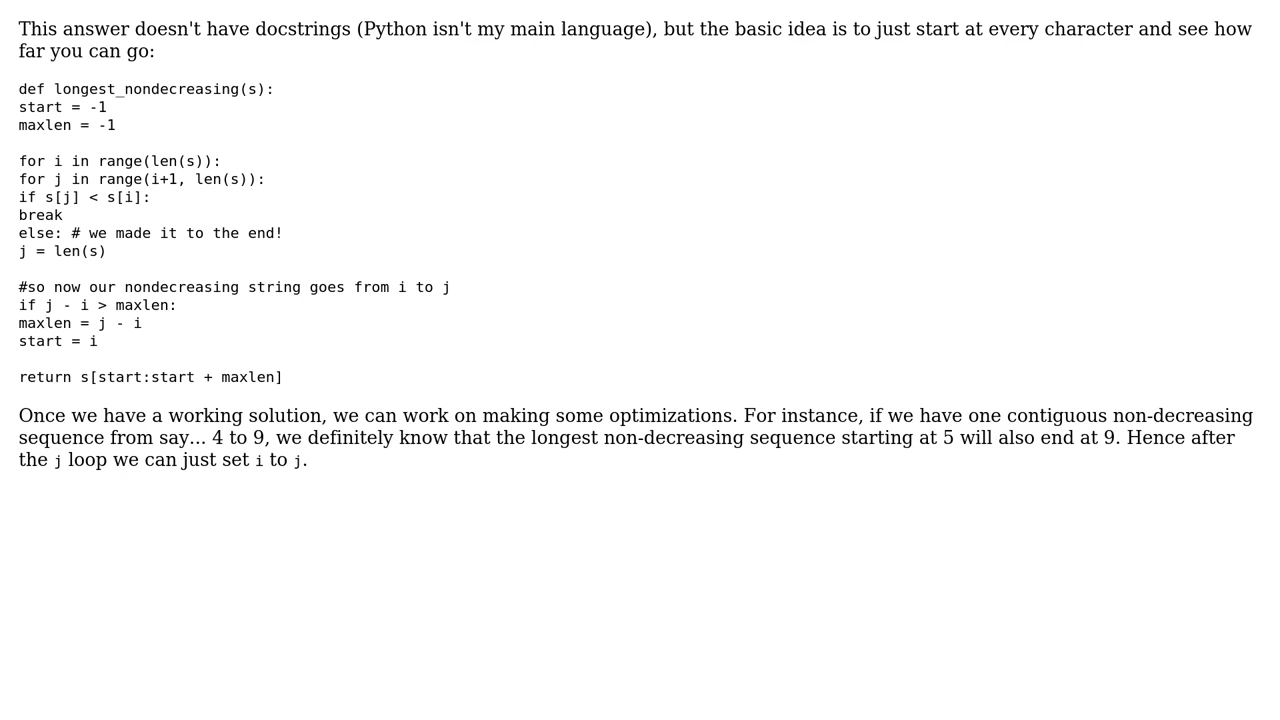 This answer doesn't have docstrings (Python isn't my main language), but the basic idea is to just start at every character and see how
far you can go:
def longest_nondecreasing(s):
start = -1
maxlen = -1
for i in range(len(s)):
for j in range(i+1, len(s)):
if s[j] < s[i]:
break
else: # we made it to the end!
j = len(s)
#so now our nondecreasing string goes from i to j
if j - i > maxlen:
maxlen = j - i
start = i
return s[start:start + maxlen]
Once we have a working solution, we can work on making some optimizations. For instance, if we have one contiguous non-decreasing
sequence from say... 4 to 9, we definitely know that the longest non-decreasing sequence starting at 5 will also end at 9. Hence after
the j loop we can just set i to j.